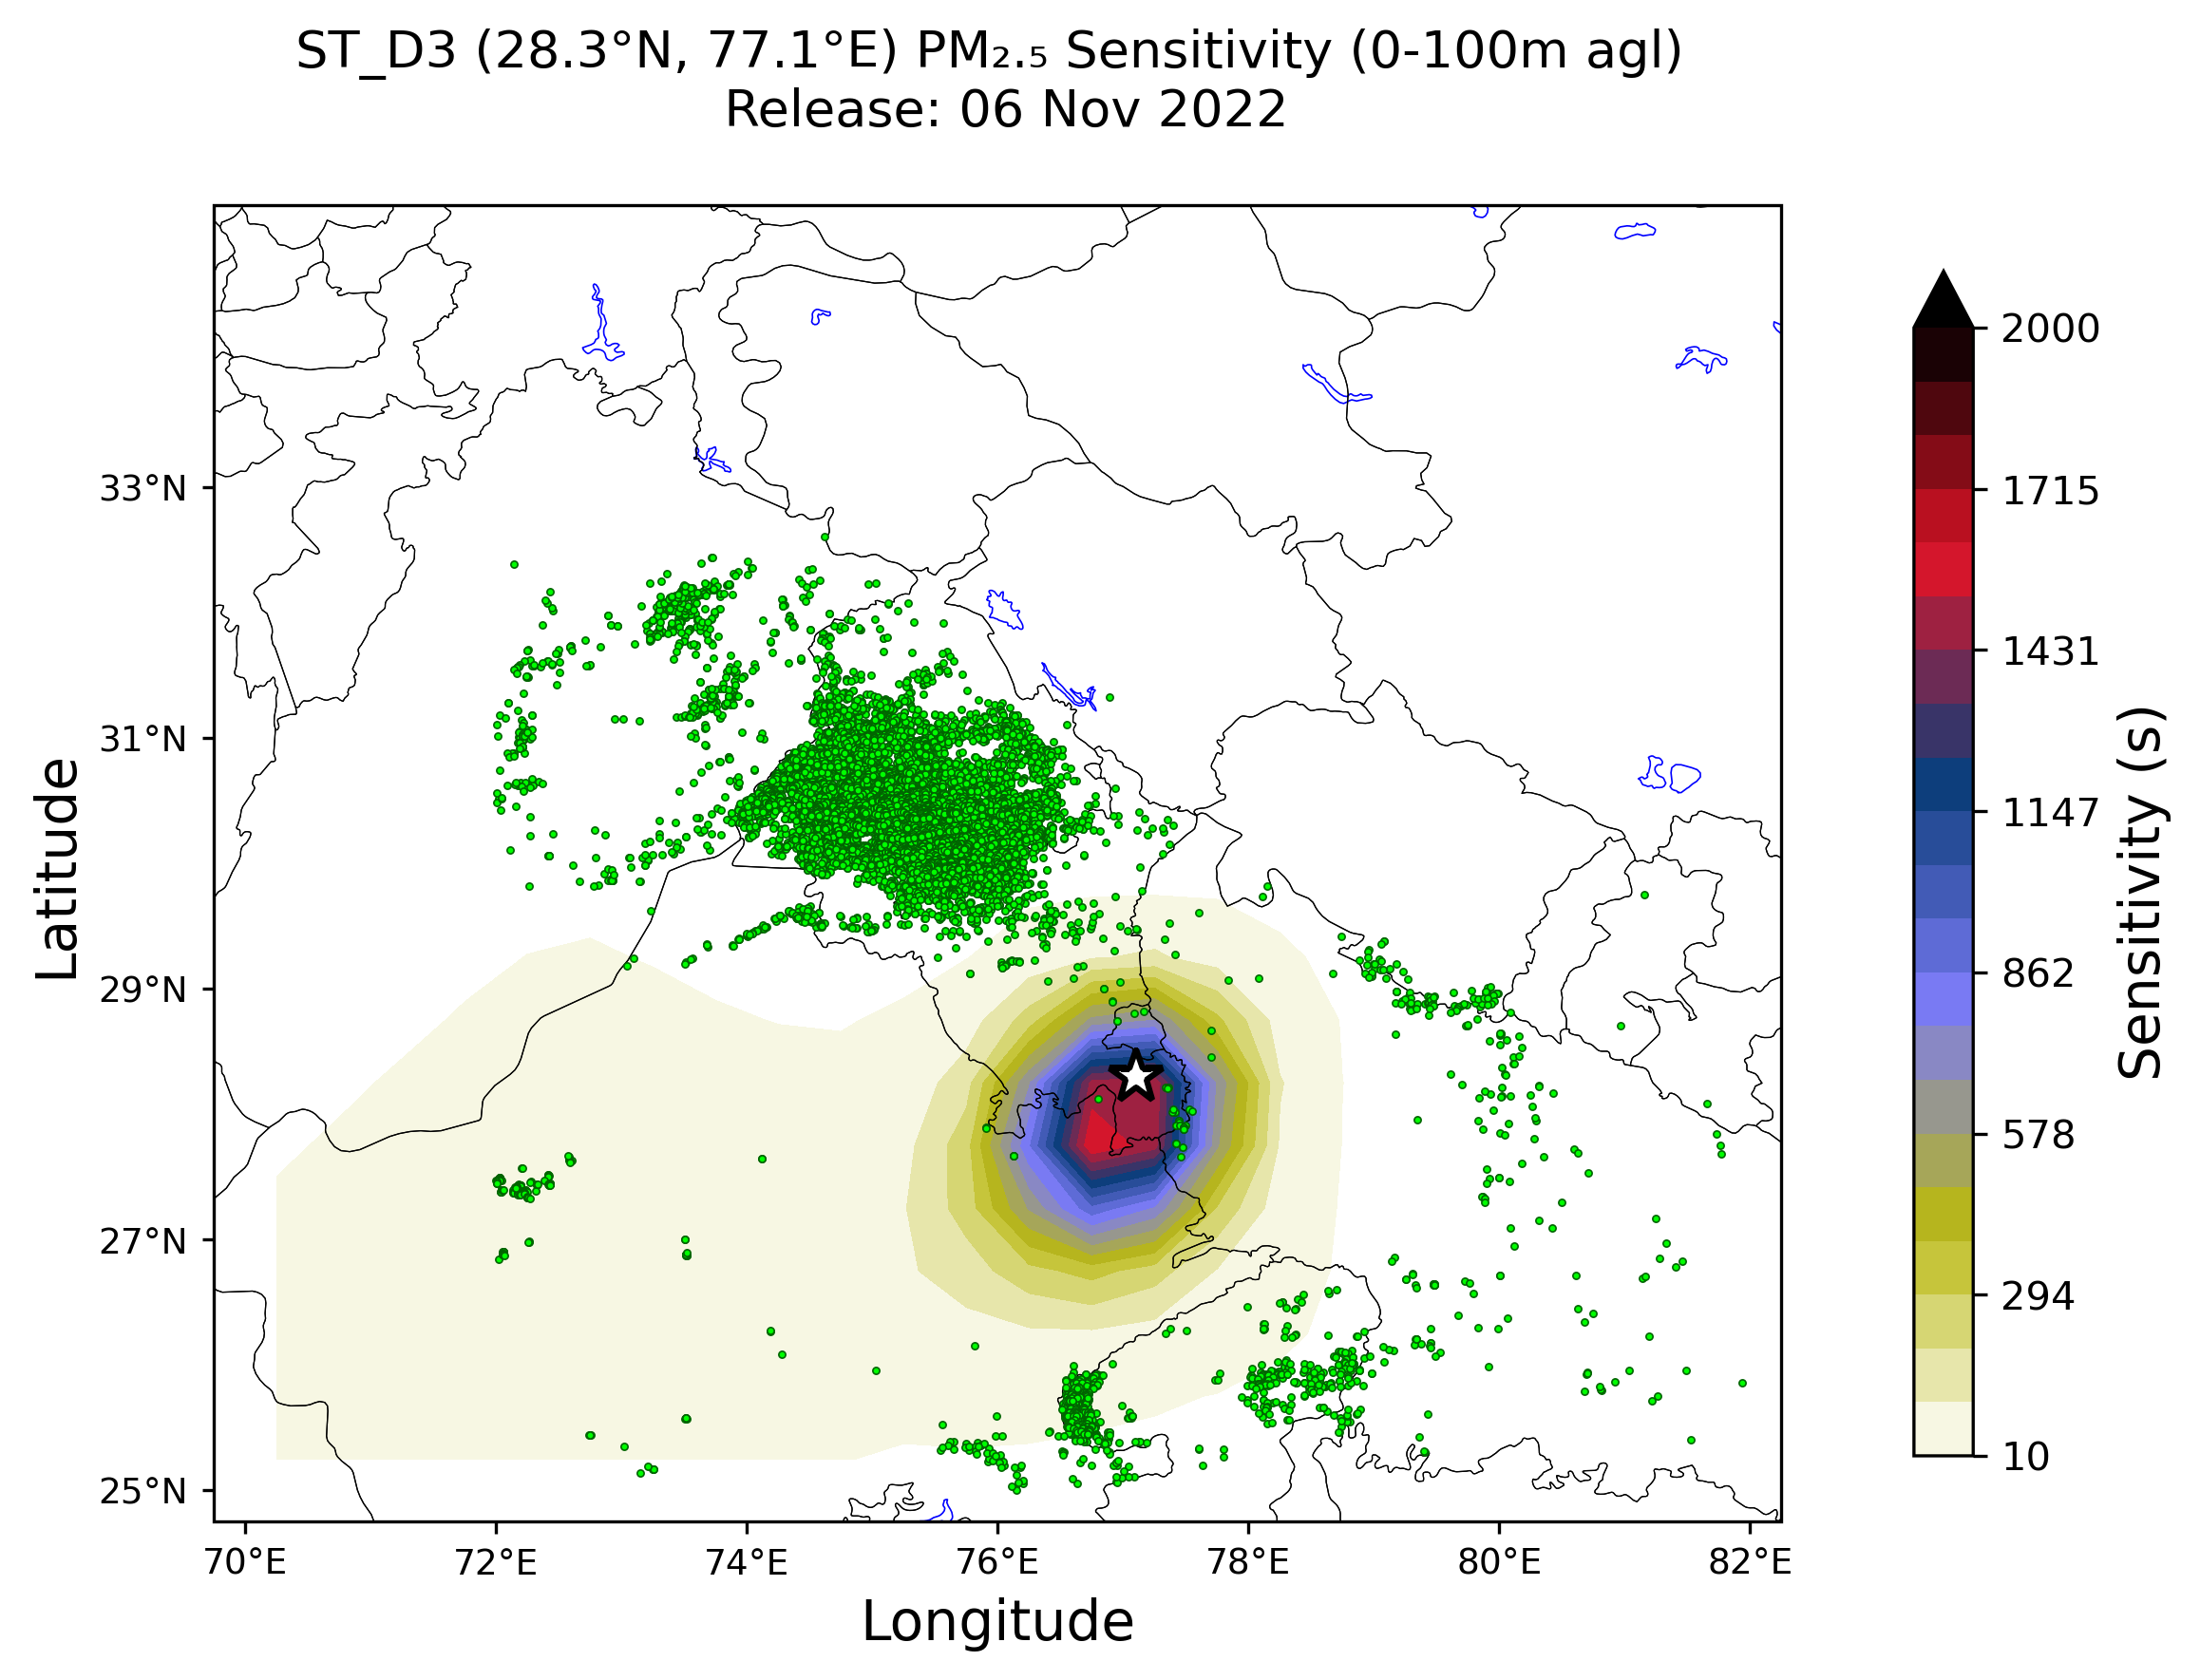 ST_D3 (28.3°N, 77.1°E) PM₂.₅ Sensitivity (0-100m agl)
Release: 06 Nov 2022
33°N
31°N
29°N
27°N
25°N
Latitude
70°E
72°E
74°E
76°E
78°E
80°E
82°E
Longitude
2000
1715
1431
1147
862
578
294
10
Sensitivity (s)